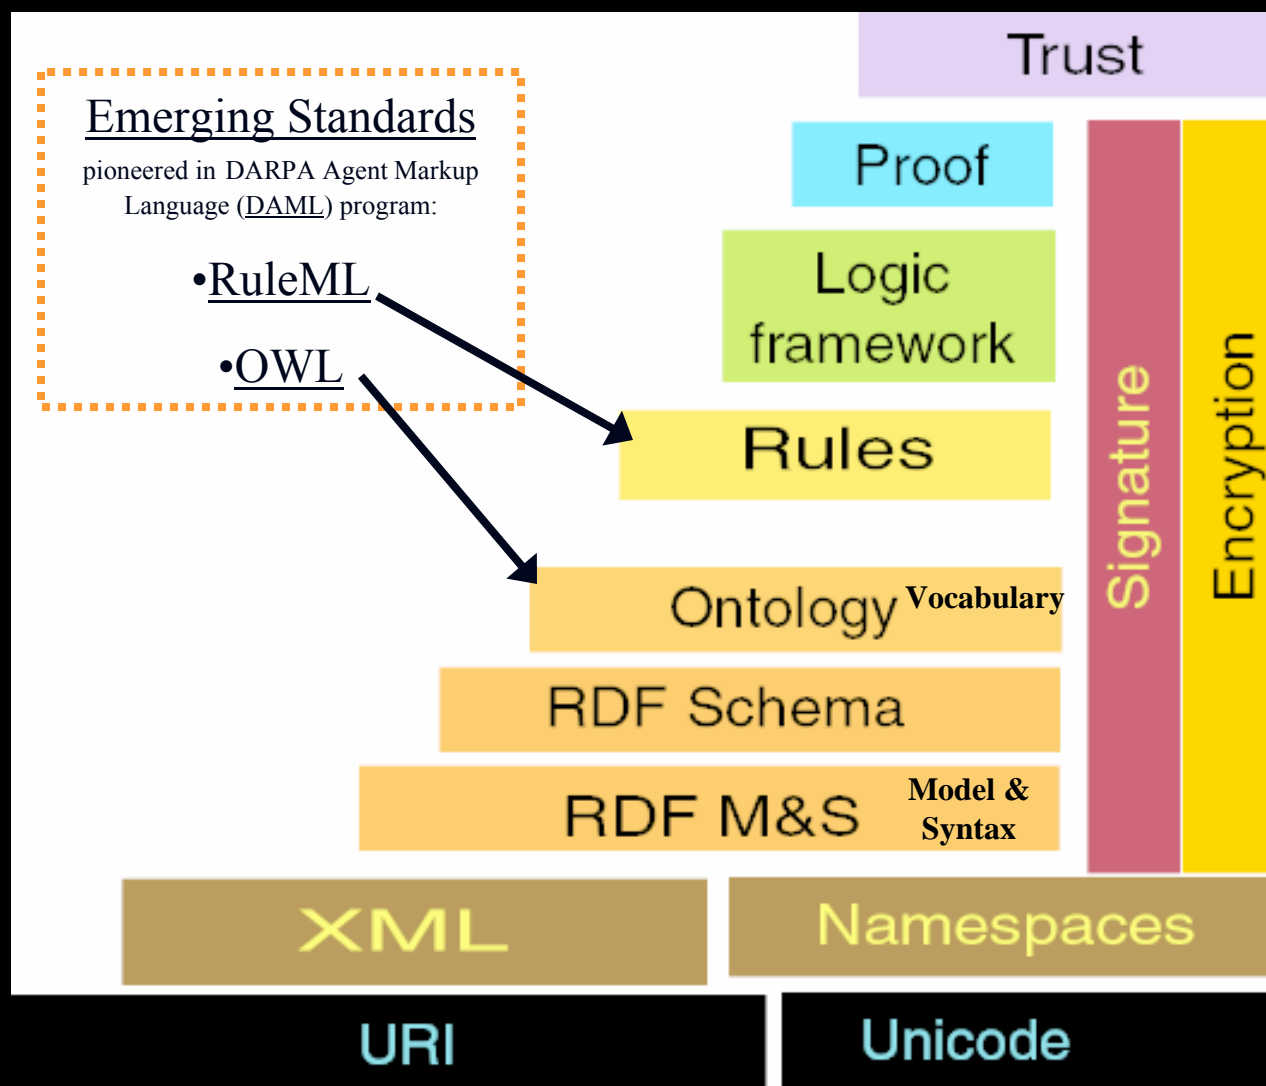 Trust
Emerging Standards
pioneered in DARPA Agent Markup
Language (DAML) program:
•RuleML
•OWL
Proof
Logic
framework
Rules
Ontology Vocabulary
RDF Schema
RDF M&S Model &
Syntax
Signature
Encryption
XML
Namespaces
URI
Unicode